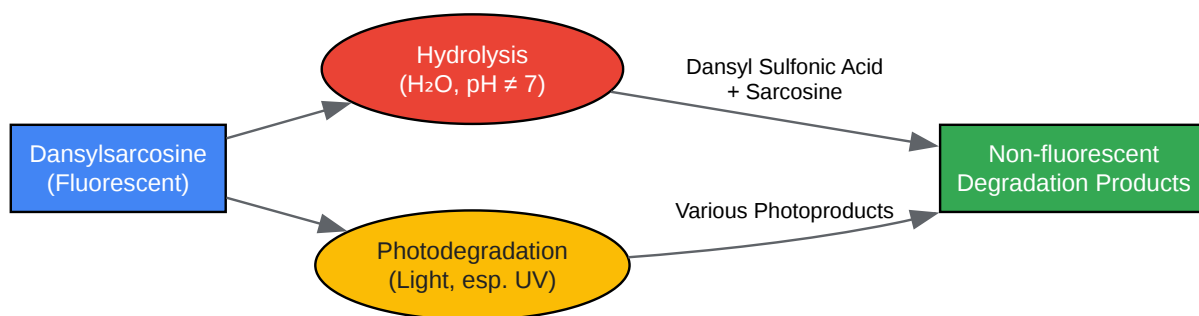 Hydrolysis
(H₂O, pH ≠ 7)
Dansyl Sulfonic Acid
+ Sarcosine
Dansylsarcosine
(Fluorescent)
Non-fluorescent
Degradation Products
Various Photoproducts
Photodegradation
(Light, esp. UV)